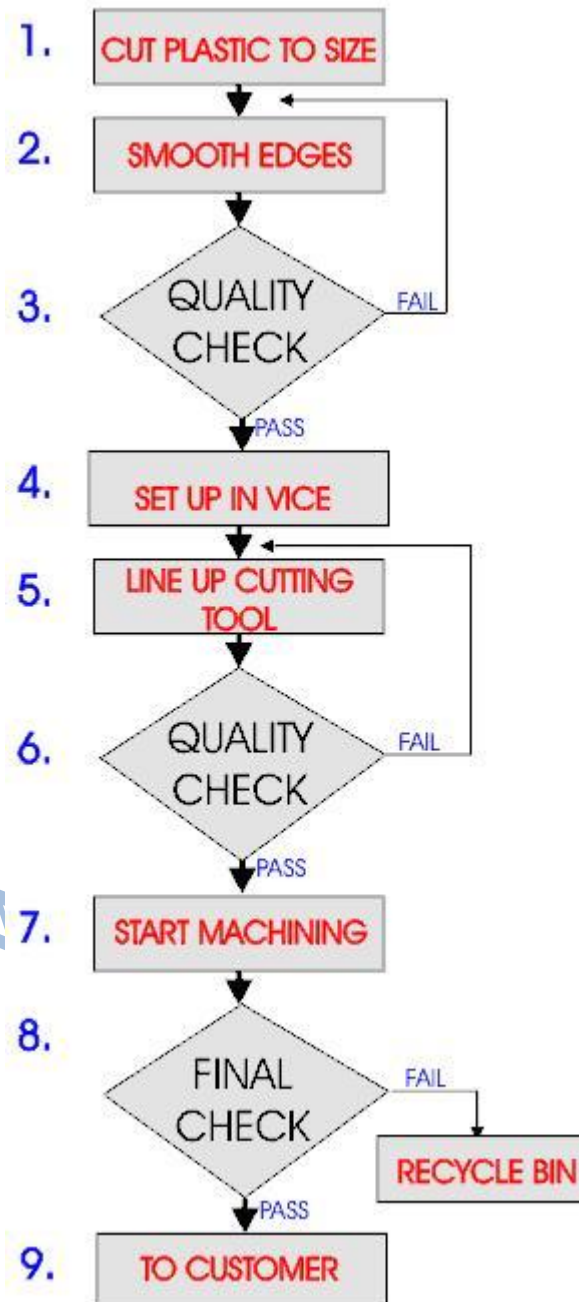 1.
CUT PLASTIC TO SIZE
2.
SMOOTH EDGES
3.
QUALITY
CHECK
FAIL
PASS
4.
SET UP IN VICE
5.
LINE UP CUTTING
TOOL
6.
QUALITY
CHECK
FAIL
PASS
7.
START MACHINING
8.
FINAL
CHECK
FAIL
RECYCLE BIN
PASS
9.
TO CUSTOMER